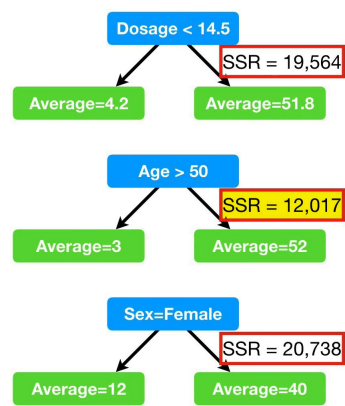 Dosage < 14.5
SSR = 19,564
Average=4.2
Average=51.8
Age > 50
SSR = 12,017
Average=3
Average=52
Sex=Female
SSR = 20,738
Average=12
Average=40